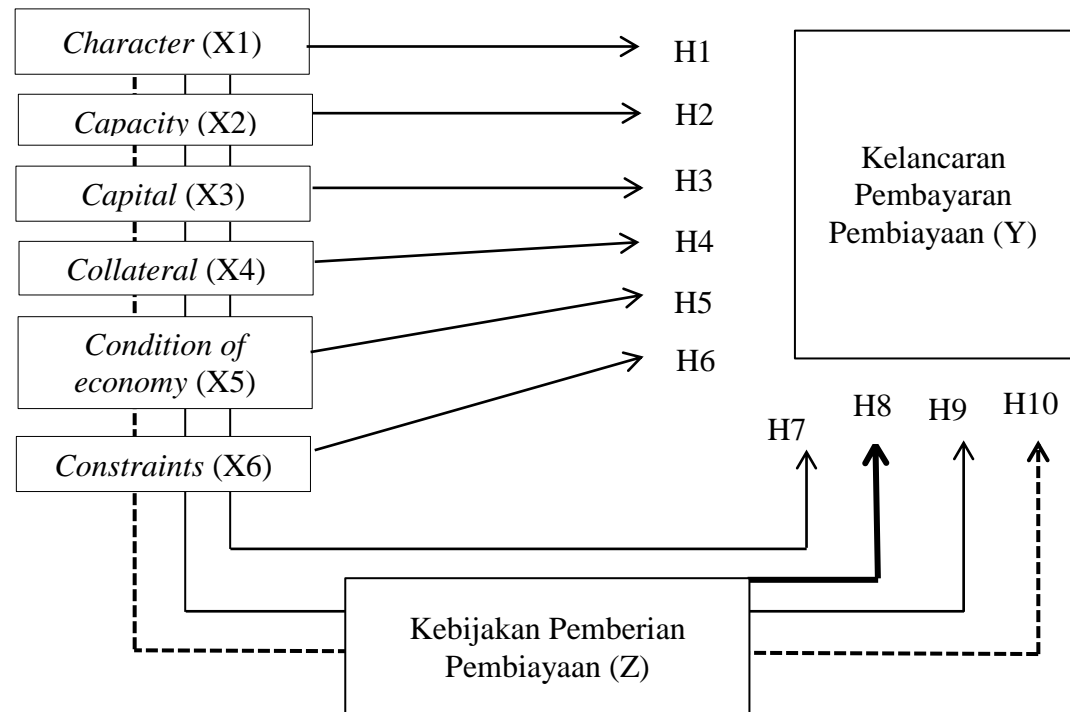 Character (X1)
Capacity (X2)
Capital (X3)
Collateral (X4)
Condition of
economy (X5)
Constraints (X6)
H1
H2
H3
H4
H5
H6
Kelancaran
Pembayaran
Pembiayaan (Y)
H7
H8
H9
H10
Kebijakan Pemberian
Pembiayaan (Z)